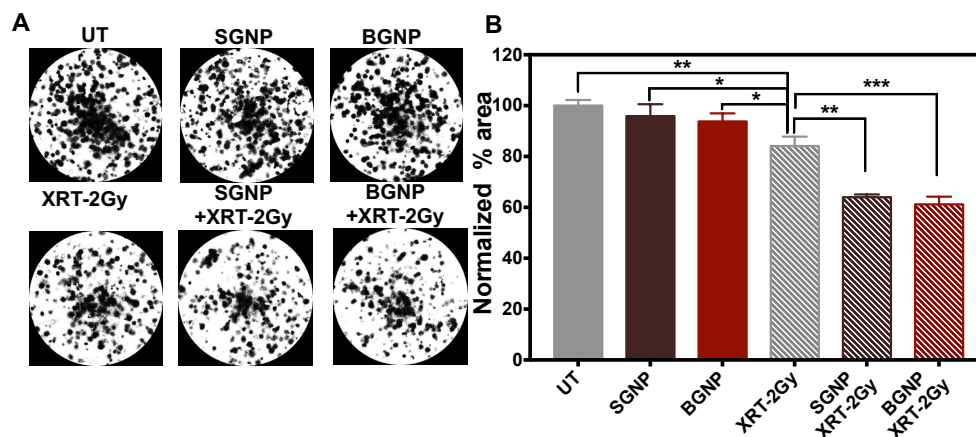 A
UT
SGNP
BGNP
XRT-2Gy
SGNP
+XRT-2Gy
BGNP
+XRT-2Gy
B
Normalized % area
120
100
80
60
40
20
0
**
*
*
***
**
UT
SGNP
BGNP
XRT-2Gy
SGNP
XRT-2Gy
BGNP
XRT-2Gy